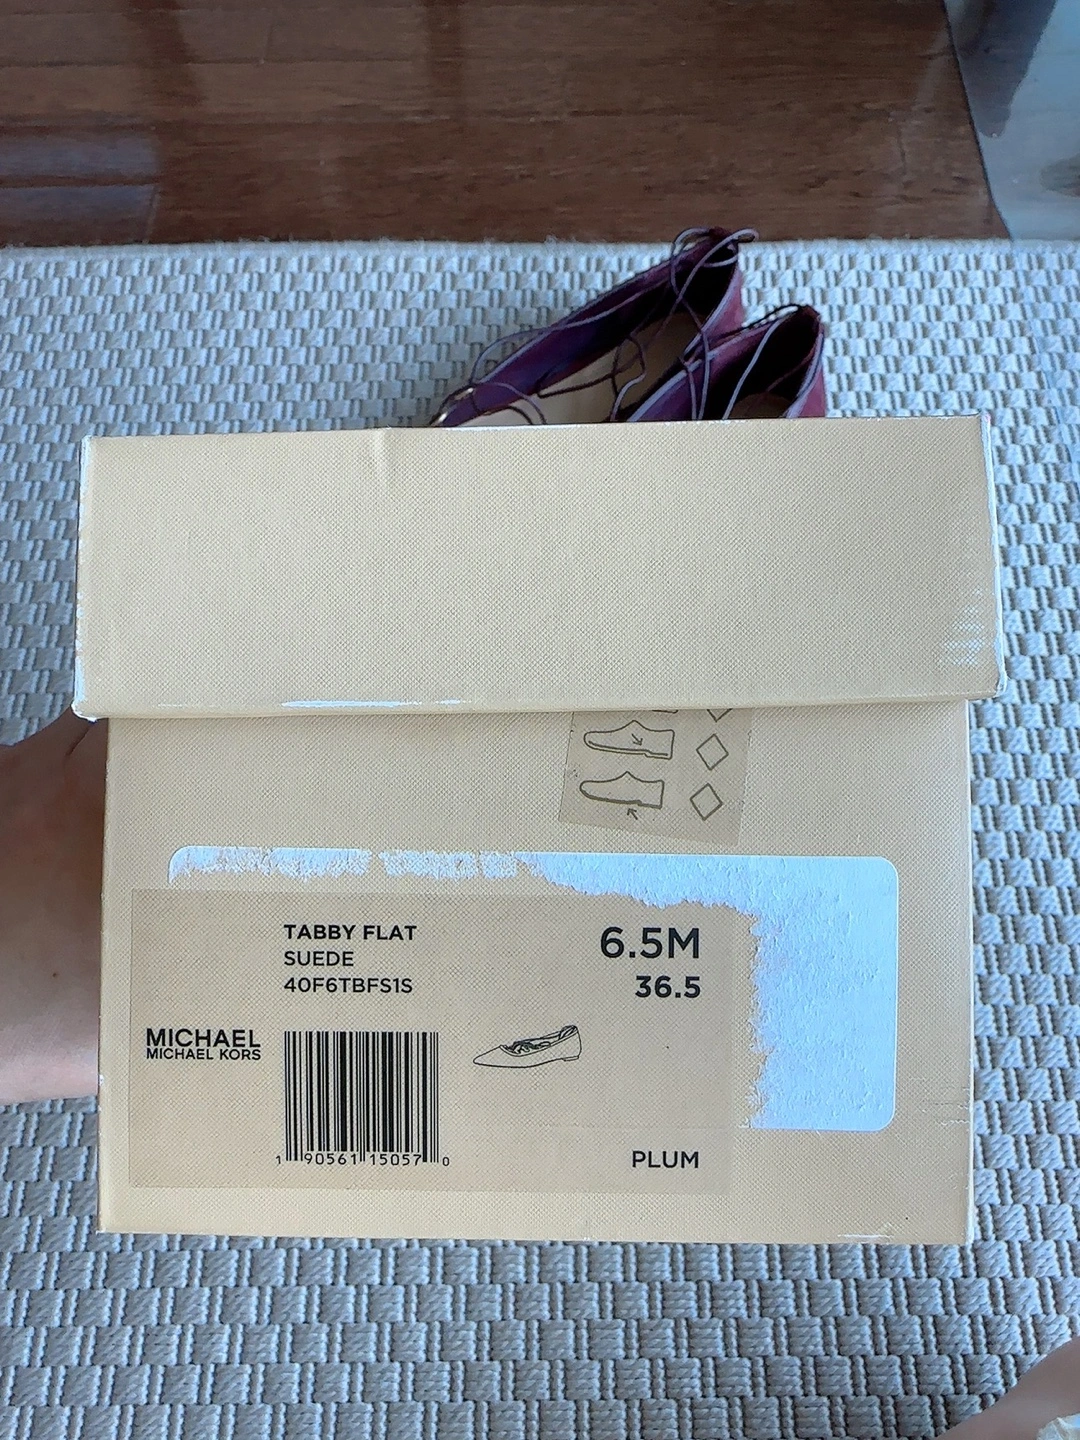 TABBY FLAT
SUEDE
40F6TBFS1S
6.5M
36.5
MICHAEL
MICHAEL KORS
1 90561 15057 0
PLUM